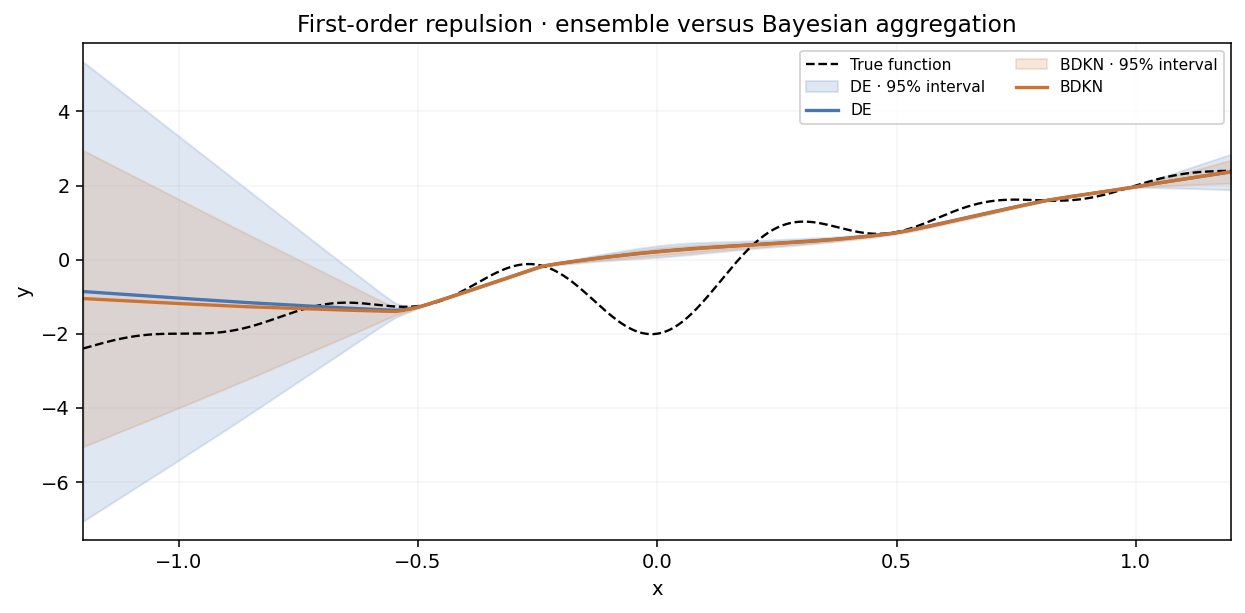 First-order repulsion · ensemble versus Bayesian aggregation
True function
DE · 95% interval
DE
BDKN · 95% interval
BDKN
y
4
2
0
−2
−4
−6
−1.0
−0.5
0.0
0.5
1.0
x